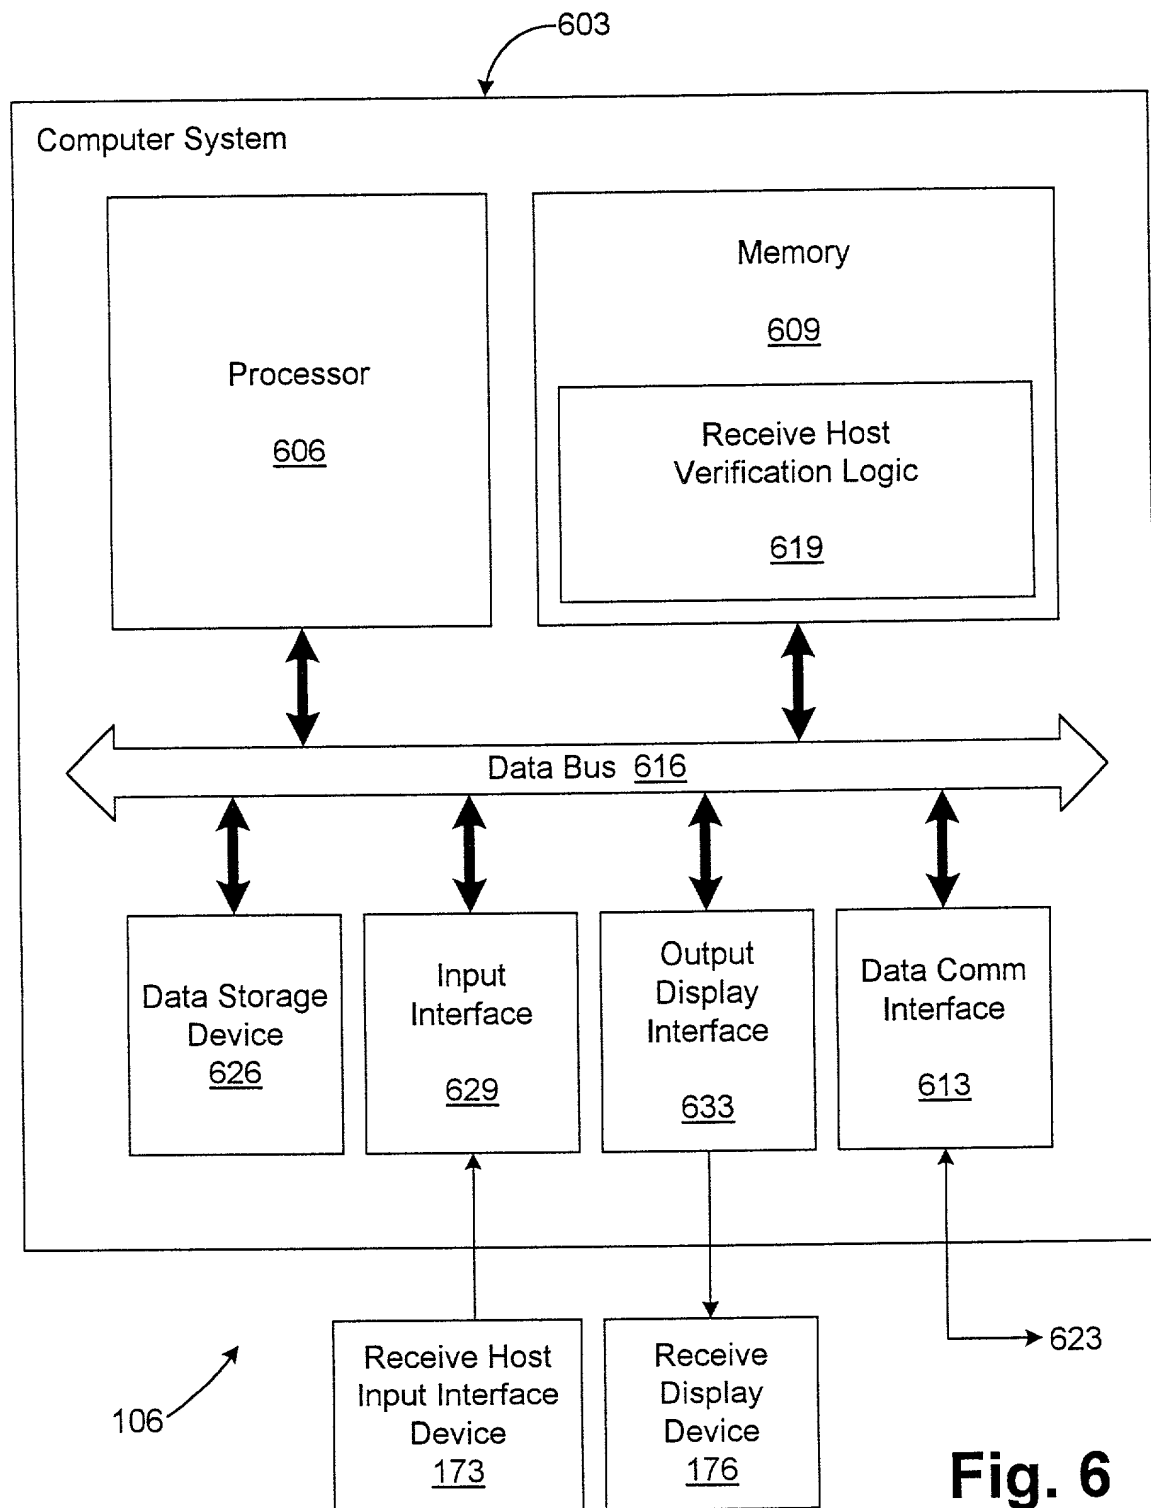 603
Computer System
Processor
606
Memory
609
Receive Host
Verification Logic
619
Data Bus 616
Data Storage
Device
626
Input
Interface
629
Output
Display
Interface
633
Data Comm
Interface
613
623
106
Receive Host
Input Interface
Device
173
Receive
Display
Device
176
Fig. 6